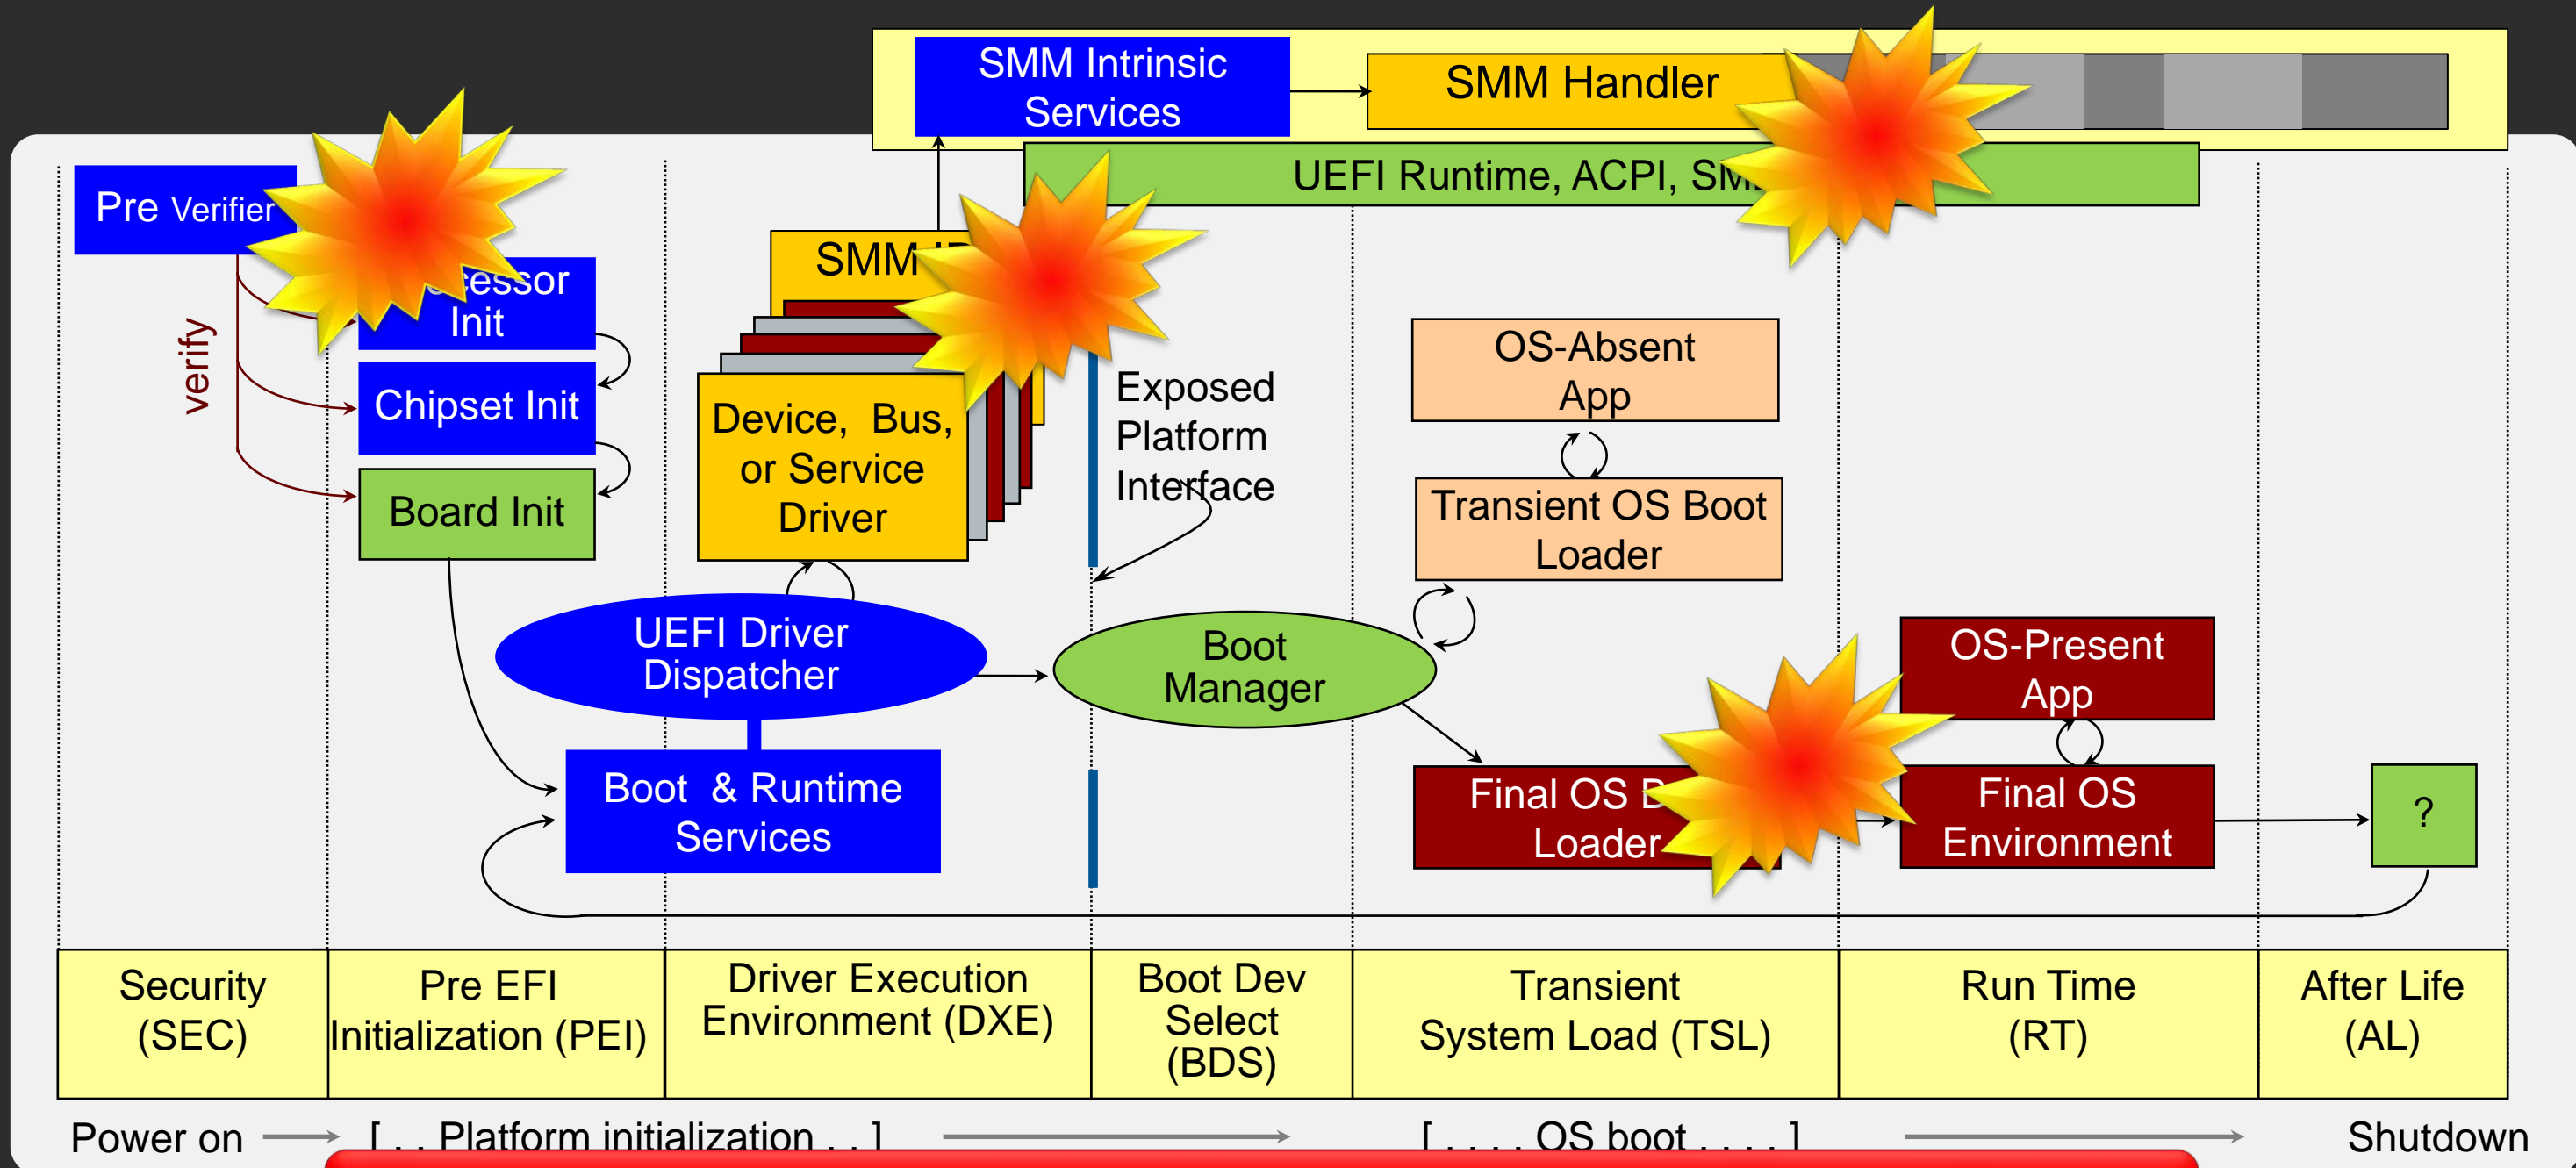 SMM Intrinsic
Services
SMM Handler
UEFI Runtime, ACPI,
Pre Verifier
verify
Init
Chipset Init
Board Init
SMM
Device, Bus,
or Service
Driver
Exposed
Platform
Interface
OS-Absent
App
Transient OS Boot
Loader
UEFI Driver
Dispatcher
Boot
Manager
Boot & Runtime
Services
OS-Present
App
Final OS
Loader
Final OS
Environment
?
Security
(SEC)
Pre EFI
Initialization (PEI)
Driver Execution
Environment (DXE)
Boot Dev
Select
(BDS)
Transient
System Load (TSL)
Run Time
(RT)
After Life
(AL)
Power on
[ . . Platform initialization . . ]
[ . . . . OS boot . . . . ]
Shutdown